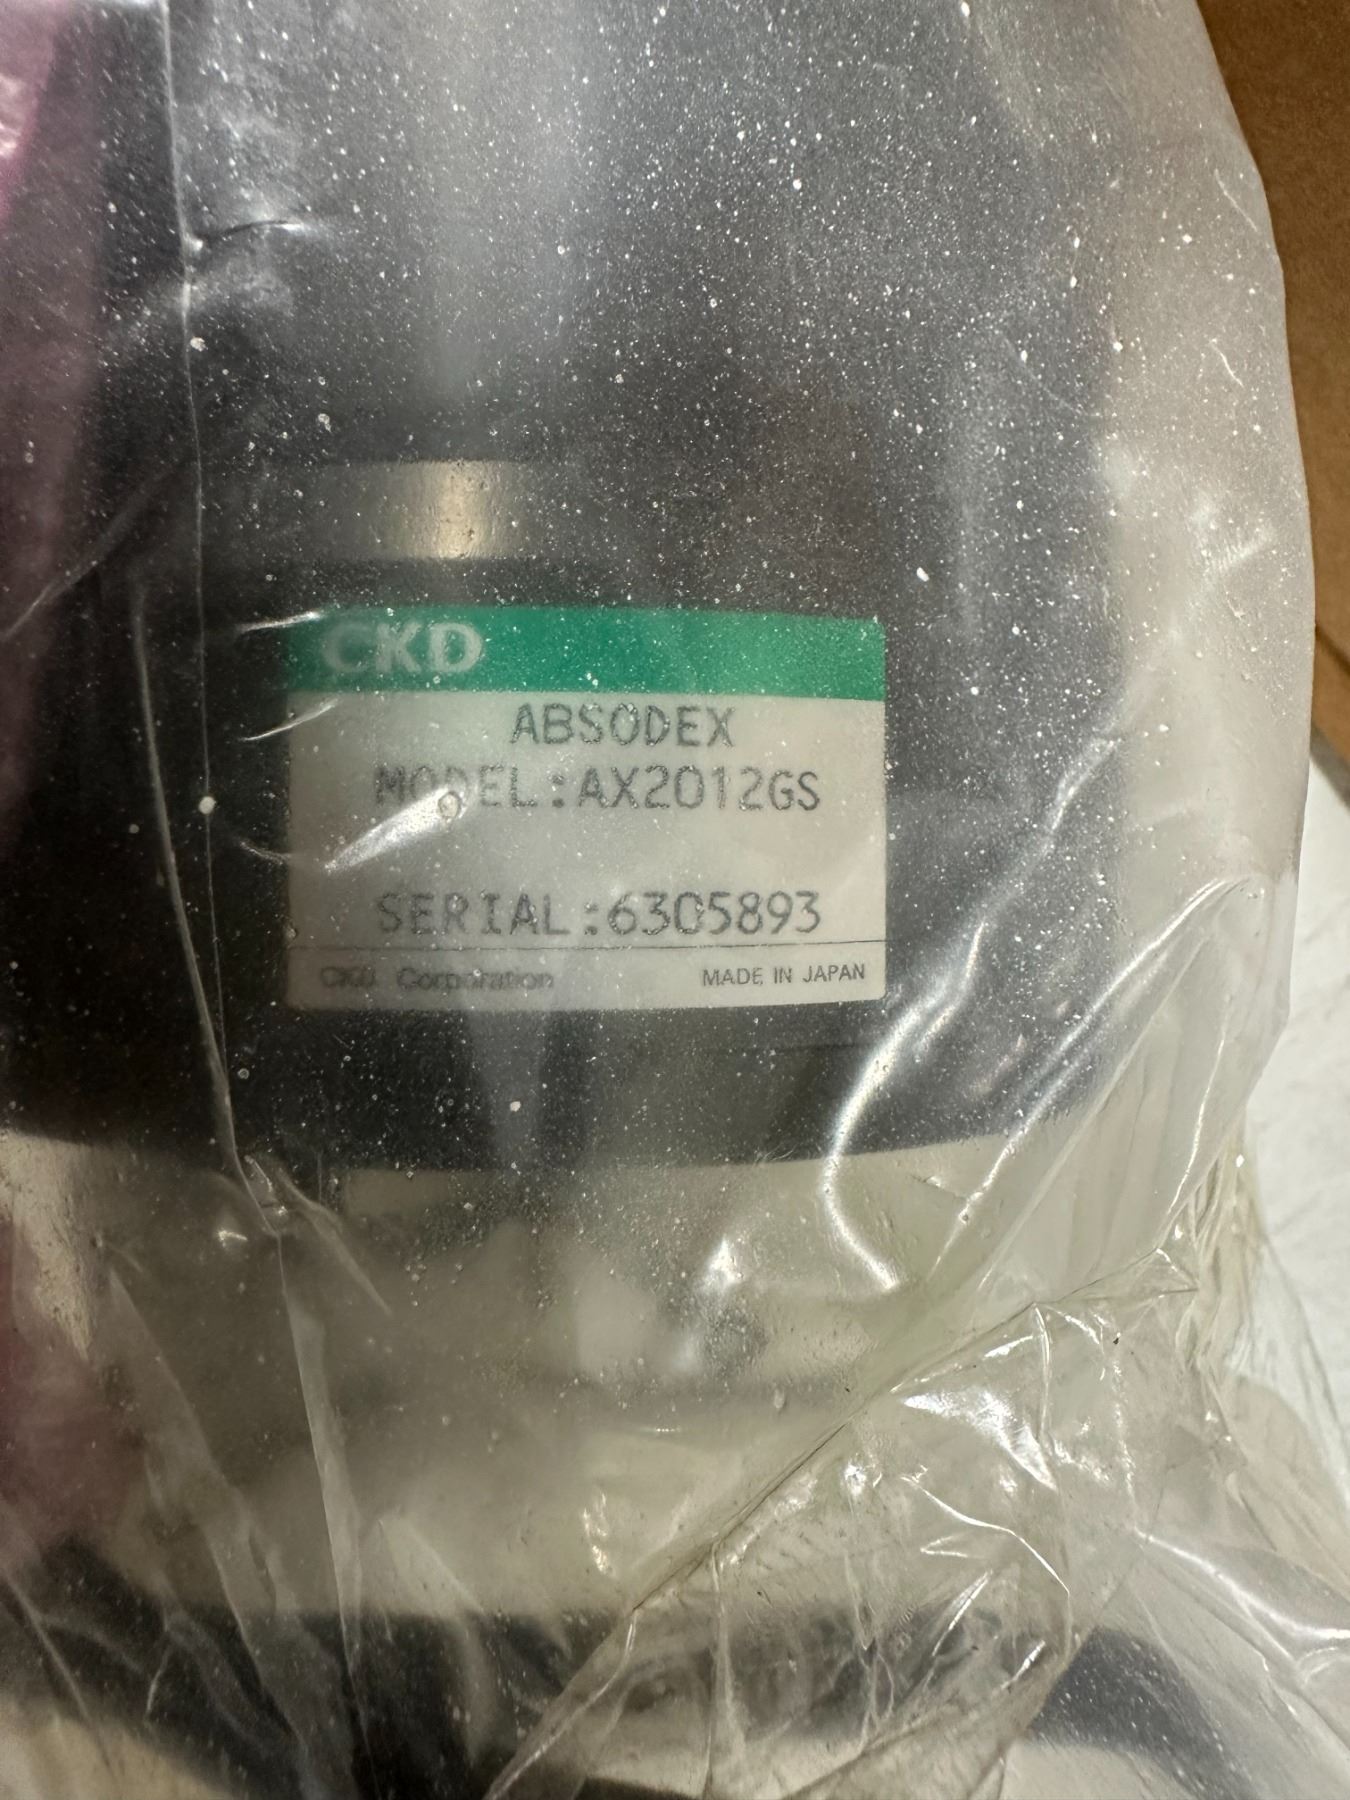 CKD
ABSODEX
MODEL:AX2012GS
SERIAL:6305893
CKD Corporation
MADE IN JAPAN